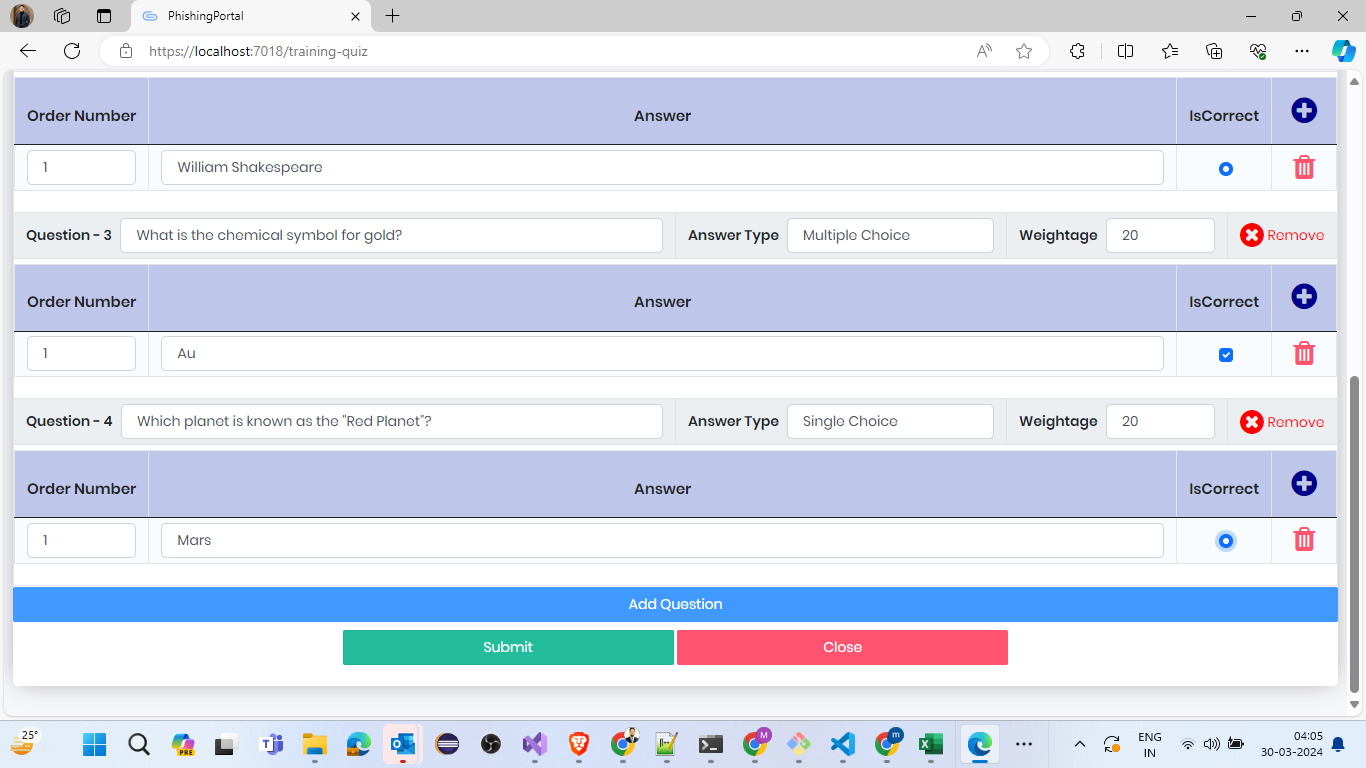 PhishingPortal
https://localhost:7018/training-quiz
Order Number Answer IsCorrect
1 William Shakespeare
Question - 3 What is the chemical symbol for gold? Answer Type Multiple Choice Weightage 20 Remove
Order Number Answer IsCorrect
1 Au
Question - 4 Which planet is known as the "Red Planet"? Answer Type Single Choice Weightage 20 Remove
Order Number Answer IsCorrect
1 Mars
Add Question
Submit Close
25°
PRE
M
m
ENG
IN
04:05
30-03-2024